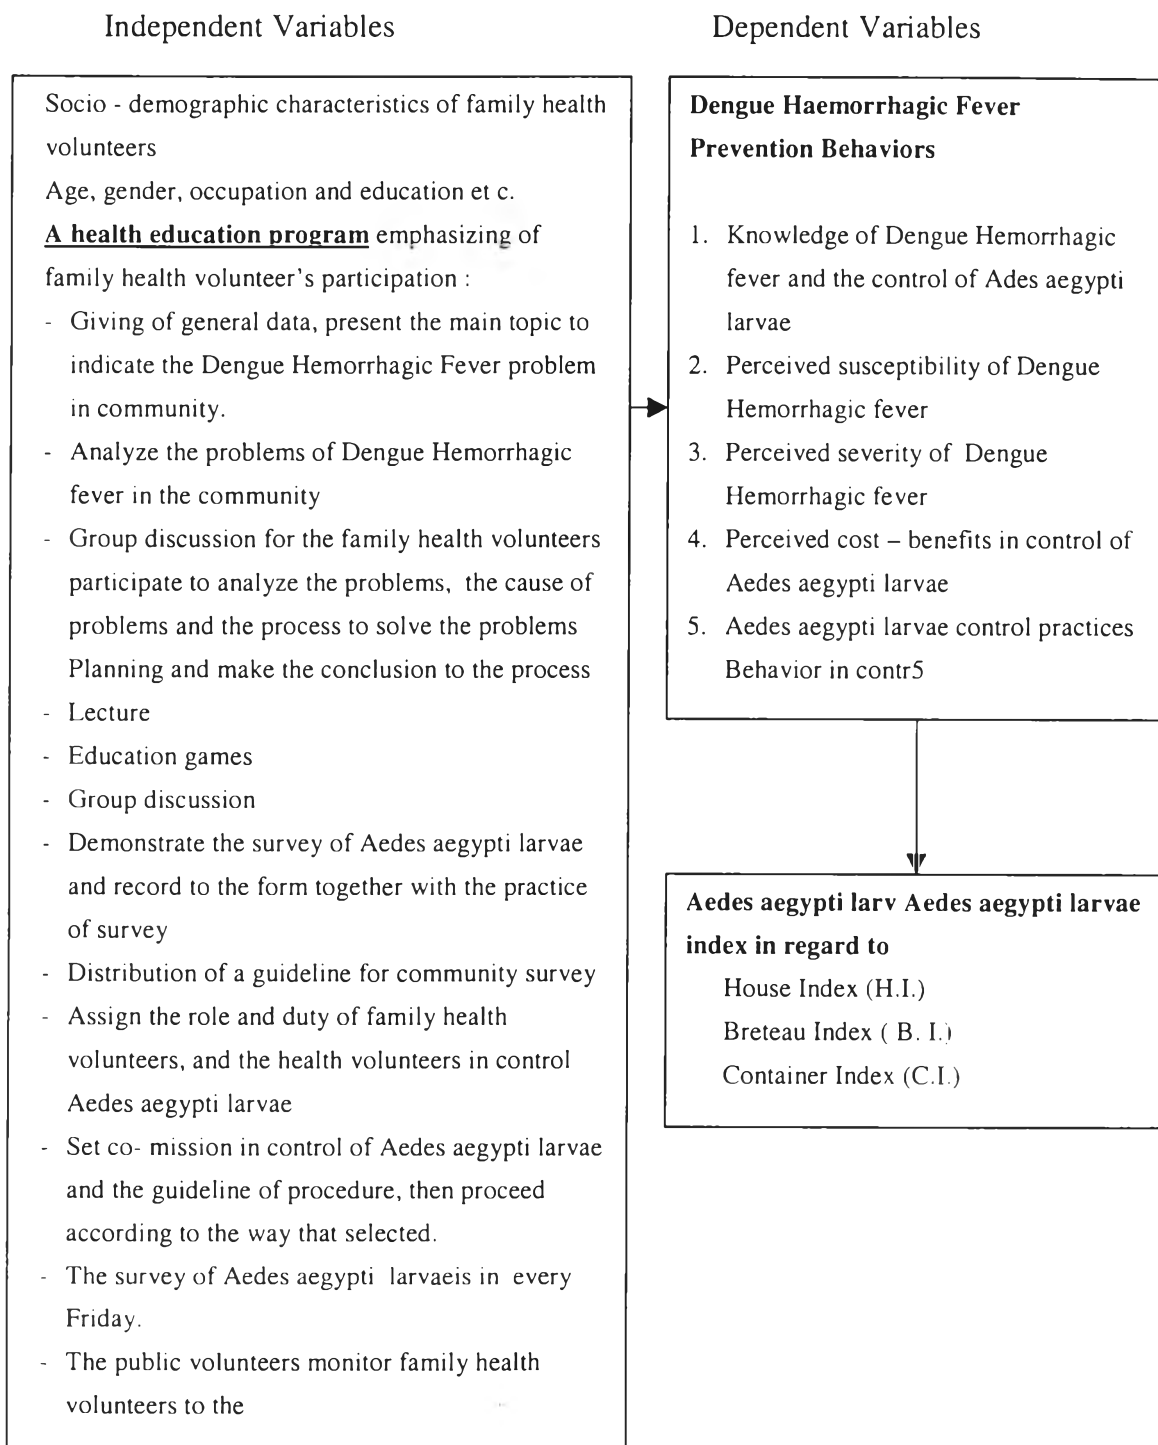 Independent Variables
Dependent Variables
Socio - demographic characteristics of family health
volunteers
Age, gender, occupation and education et c.
A health education program emphasizing of
family health volunteer's participation :
- Giving of general data, present the main topic to
indicate the Dengue Hemorrhagic Fever problem
in community.
- Analyze the problems of Dengue Hemorrhagic
fever in the community
- Group discussion for the family health volunteers
participate to analyze the problems, the cause of
problems and the process to solve the problems
Planning and make the conclusion to the process
- Lecture
- Education games
- Group discussion
- Demonstrate the survey of Aedes aegypti larvae
and record to the form together with the practice
of survey
- Distribution of a guideline for community survey
- Assign the role and duty of family health
volunteers, and the health volunteers in control
Aedes aegypti larvae
- Set co- mission in control of Aedes aegypti larvae
and the guideline of procedure, then proceed
according to the way that selected.
- The survey of Aedes aegypti larvaeis in every
Friday.
- The public volunteers monitor family health
volunteers to the
Dengue Haemorrhagic Fever
Prevention Behaviors
1. Knowledge of Dengue Hemorrhagic
fever and the control of Ades aegypti
larvae
2. Perceived susceptibility of Dengue
Hemorrhagic fever
3. Perceived severity of Dengue
Hemorrhagic fever
4. Perceived cost – benefits in control of
Aedes aegypti larvae
5. Aedes aegypti larvae control practices
Behavior in contr5
Aedes aegypti larv Aedes aegypti larvae
index in regard to
House Index (H.I.)
Breteau Index ( B. I.)
Container Index (C.I.)